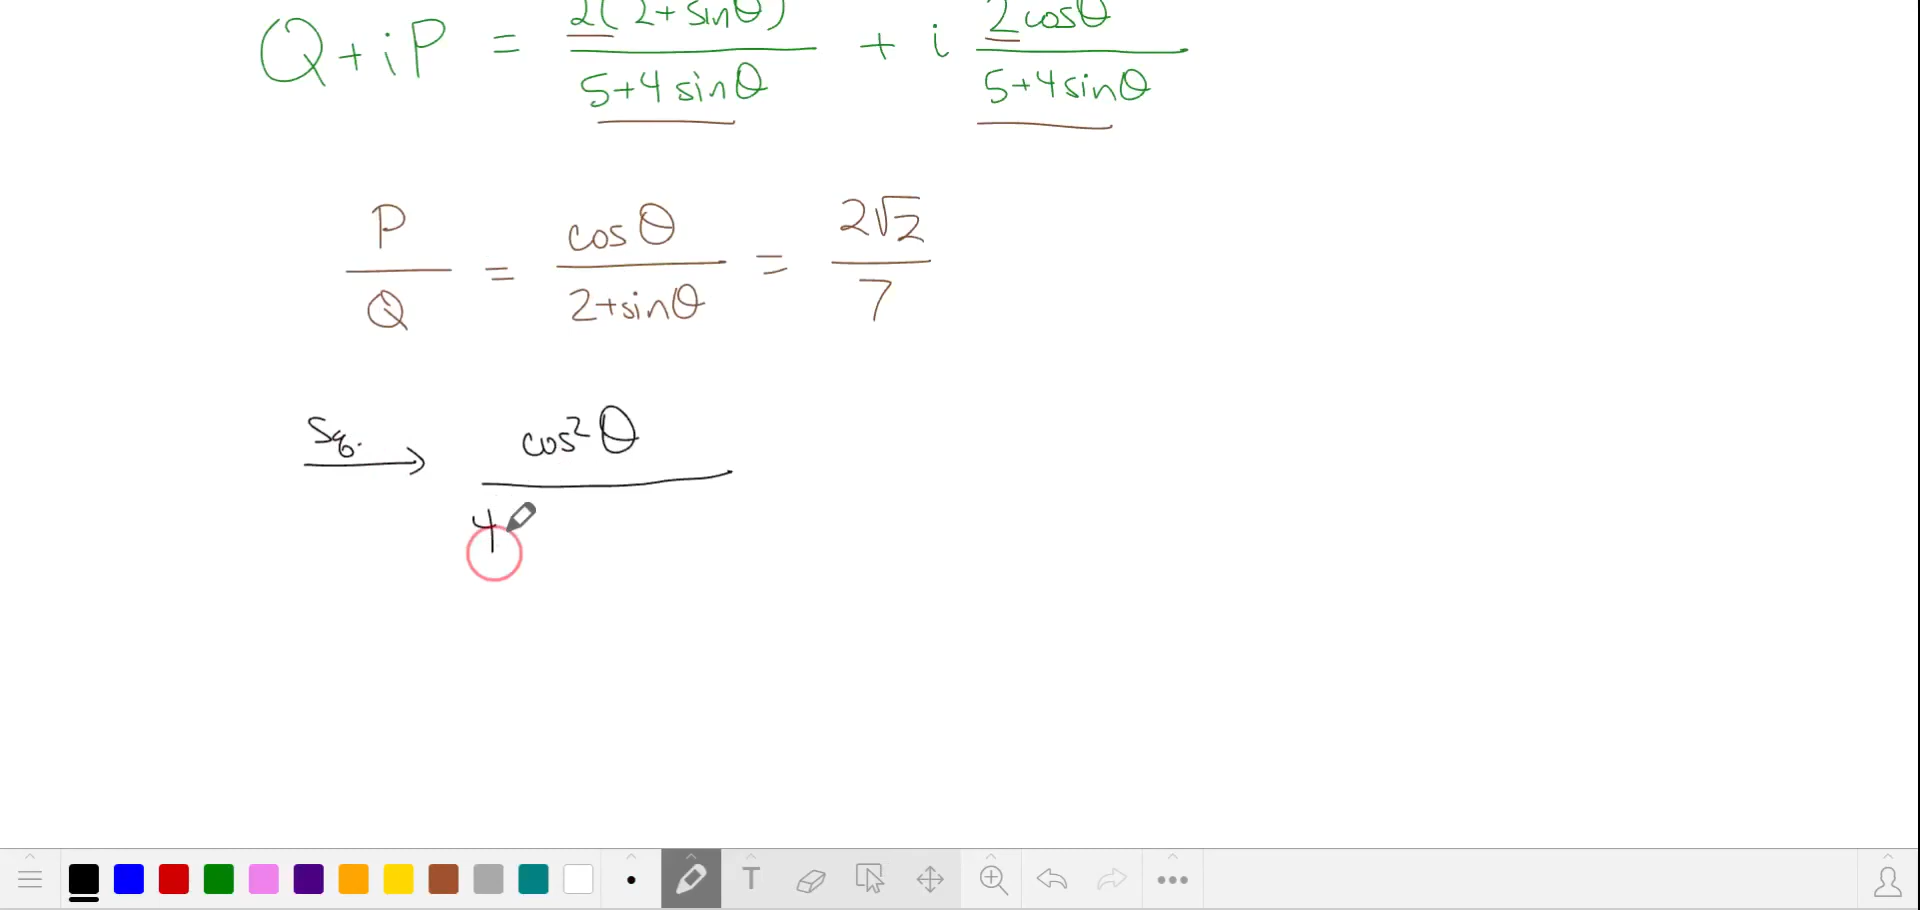 Q+iP = 2(2+sinθ) / 5+4sinθ + i 2cosθ / 5+4sinθ
P / Q = cosθ / 2+sinθ = 2√2 / 7
Sq. → cos²θ / 4
T